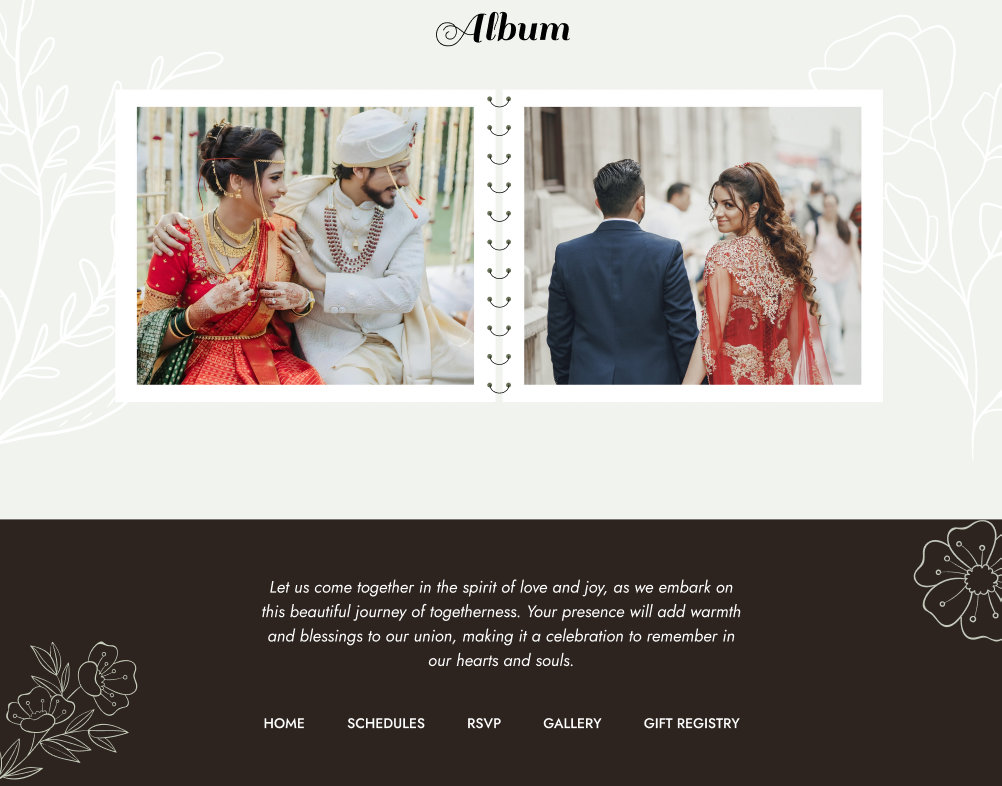 Album
Let us come together in the spirit of love and joy, as we embark on
this beautiful journey of togetherness. Your presence will add warmth
and blessings to our union, making it a celebration to remember in
our hearts and souls.
HOME SCHEDULES RSVP GALLERY GIFT REGISTRY